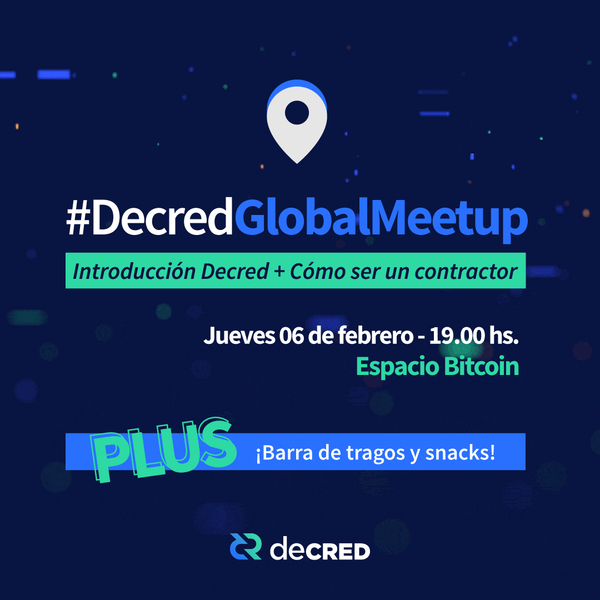 #DecredGlobalMeetup
Introducción Decred + Cómo ser un contractor
Jueves 06 de febrero - 19.00 hs.
Espacio Bitcoin
PLUS ¡Barra de tragos y snacks!
deCRED